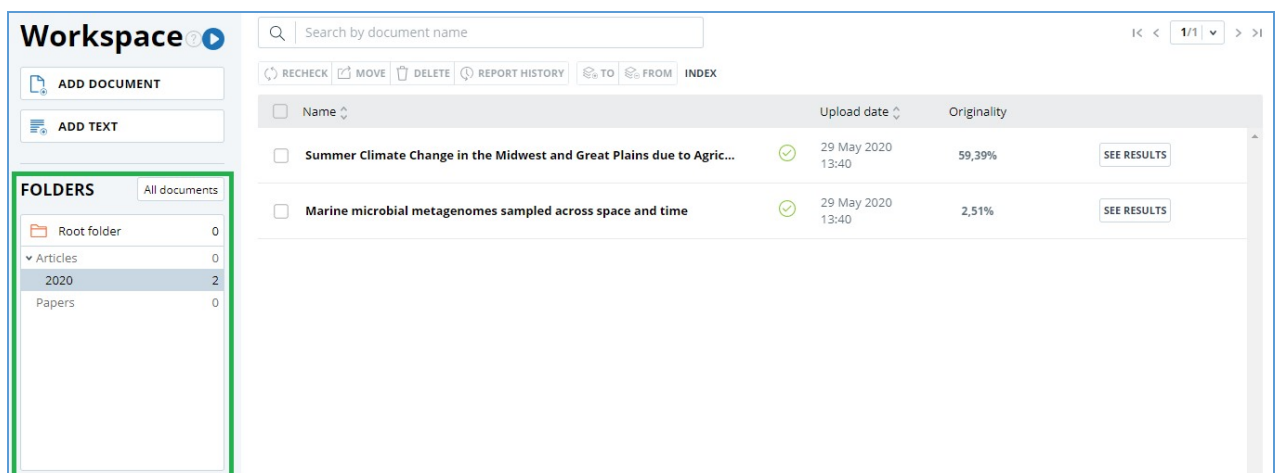 Workspace
ADD DOCUMENT
ADD TEXT
FOLDERS All documents
Root folder 0
Articles 0
2020 2
Papers 0
Search by document name
1/1
RECHECK MOVE DELETE REPORT HISTORY TO FROM INDEX
Name Upload date Originality
Summer Climate Change in the Midwest and Great Plains due to Agric... 29 May 2020 13:40 59,39% SEE RESULTS
Marine microbial metagenomes sampled across space and time 29 May 2020 13:40 2,51% SEE RESULTS